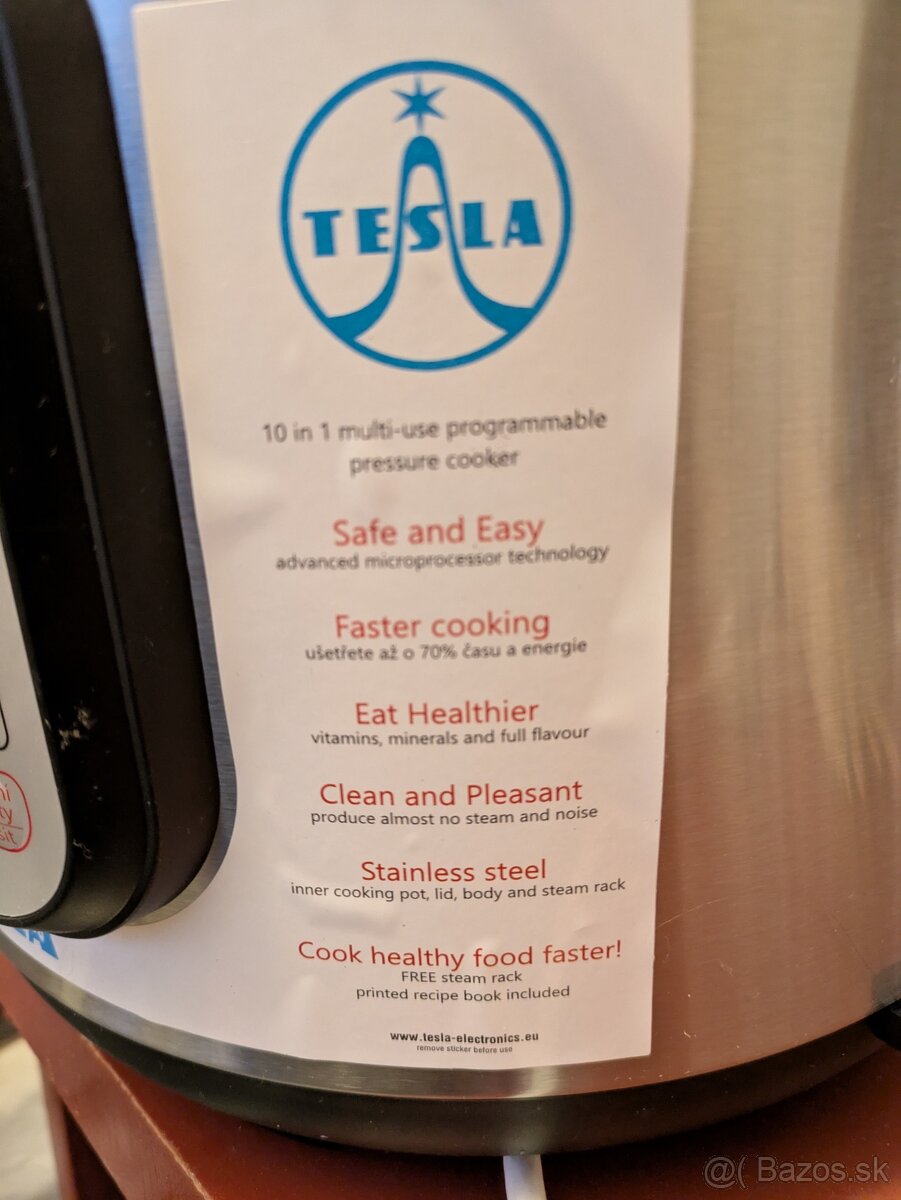 TESLA
10 in 1 multi-use programmable
pressure cooker
Safe and Easy
advanced microprocessor technology
Faster cooking
ušetřete až o 70% času a energie
Eat Healthier
vitamins, minerals and full flavour
Clean and Pleasant
produce almost no steam and noise
Stainless steel
inner cooking pot, lid, body and steam rack
Cook healthy food faster!
FREE steam rack
printed recipe book included
www.tesla-electronics.eu
remove sticker before use
@( Bazos.sk